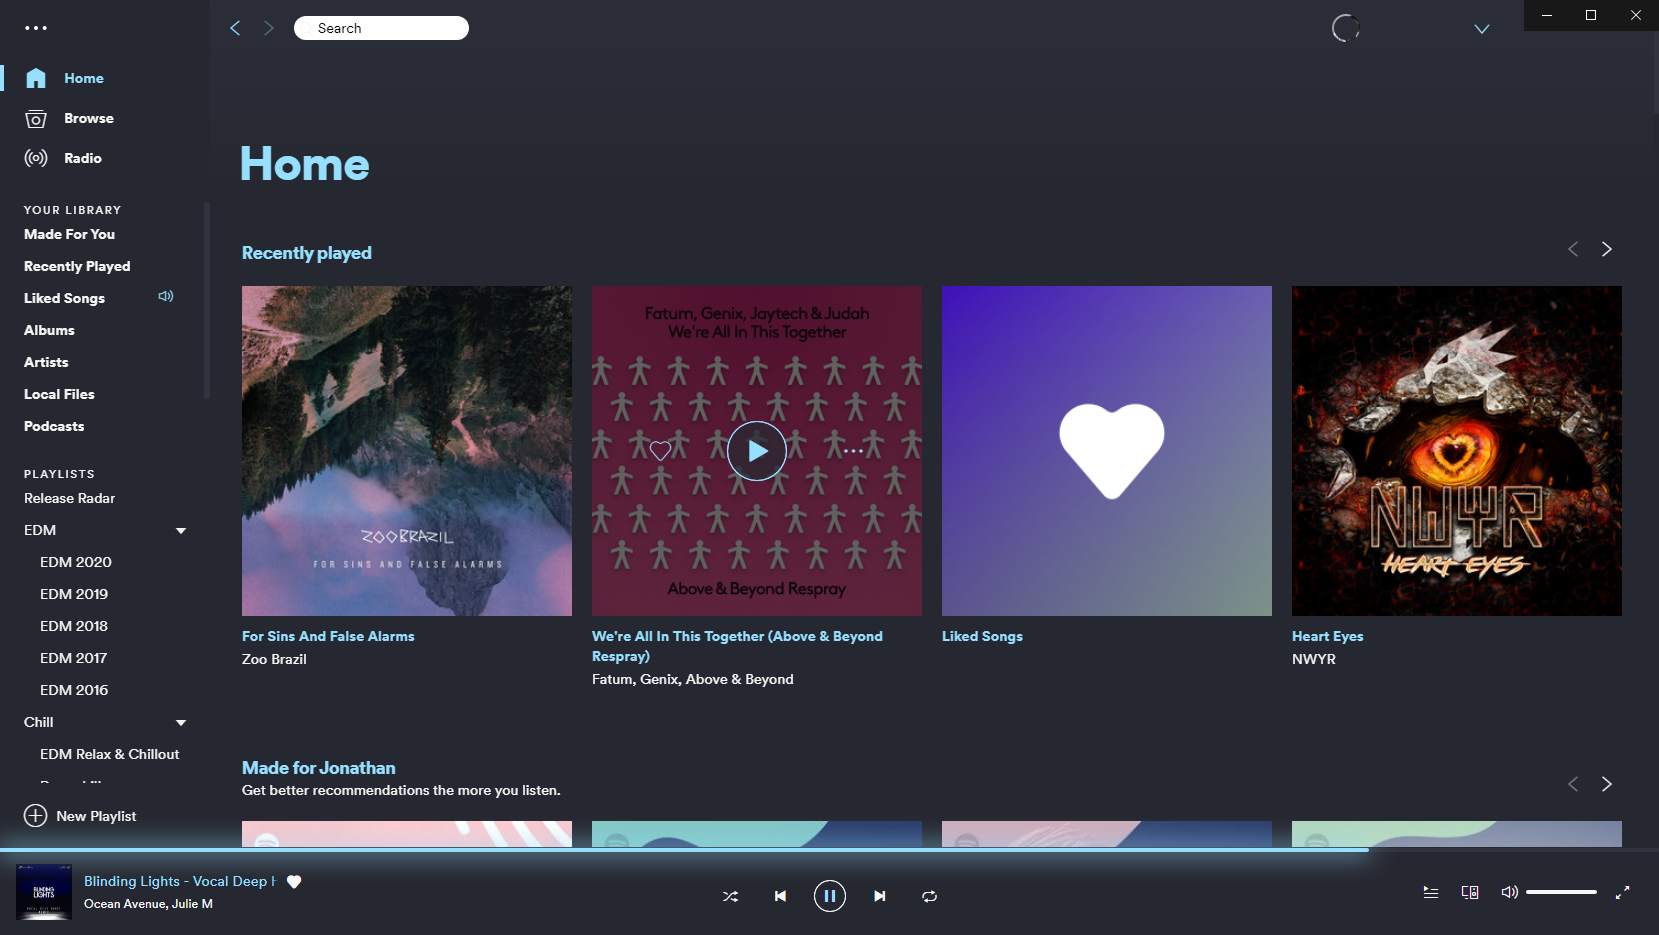 Search
Home
Browse
Radio
YOUR LIBRARY
Made For You
Recently Played
Liked Songs
Albums
Artists
Local Files
Podcasts
PLAYLISTS
Release Radar
EDM
EDM 2020
EDM 2019
EDM 2018
EDM 2017
EDM 2016
Chill
EDM Relax & Chillout
New Playlist
Home
Recently played
ZOO BRAZIL
FOR SINS AND FALSE ALARMS
For Sins And False Alarms
Zoo Brazil
Fatum, Genix, Jaytech & Judah
We're All In This Together
Above & Beyond Respray
We're All In This Together (Above & Beyond
Respray)
Fatum, Genix, Above & Beyond
Liked Songs
NWYR
HEART EYES
Heart Eyes
NWYR
Made for Jonathan
Get better recommendations the more you listen.
BLINDING
LIGHTS
Blinding Lights - Vocal Deep
Ocean Avenue, Julie M